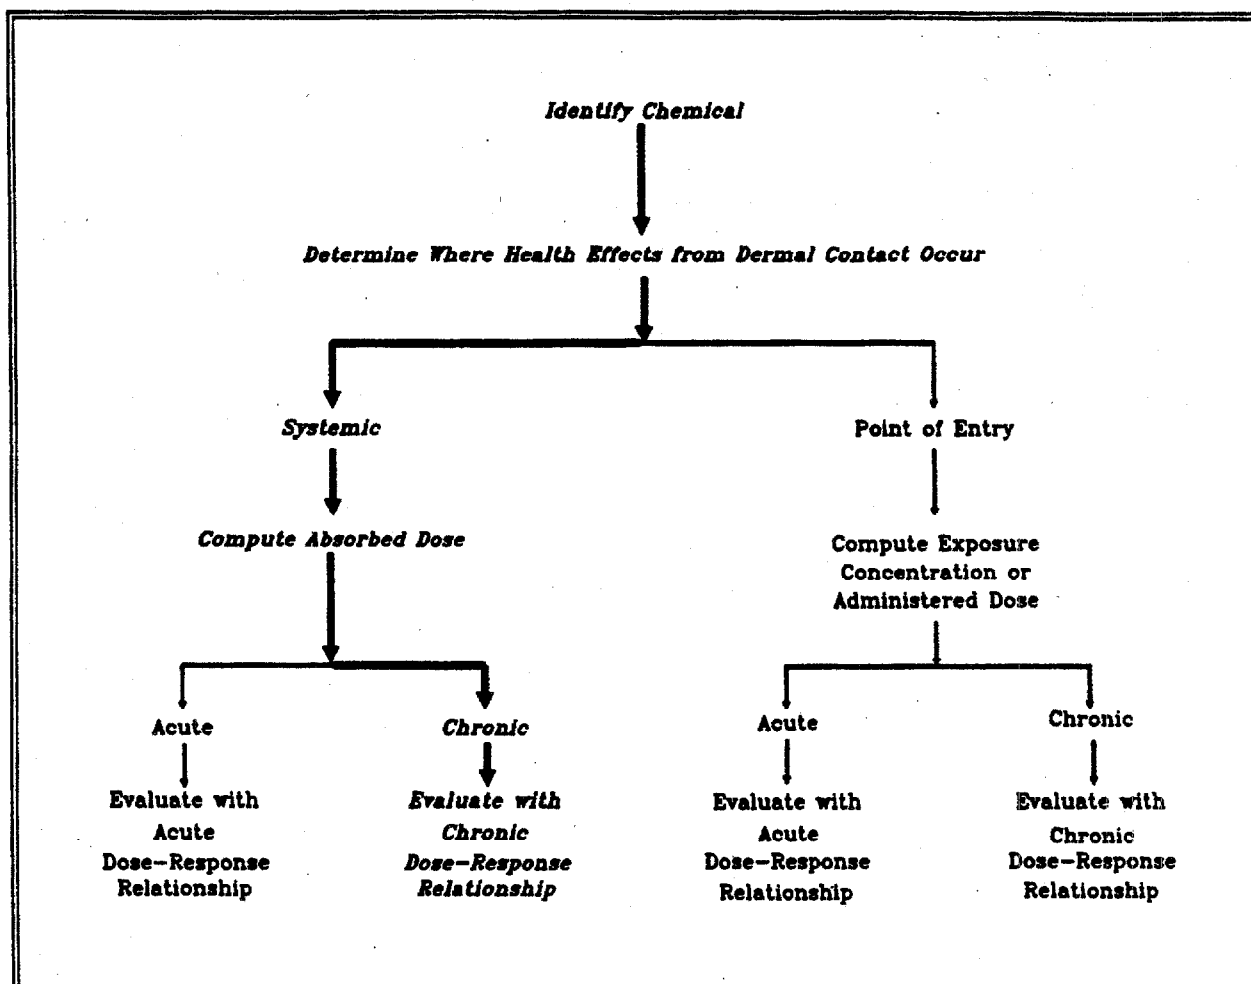 Identify Chemical
Determine Where Health Effects from Dermal Contact Occur
Systemic
Point of Entry
Compute Absorbed Dose
Compute Exposure
Concentration or
Administered Dose
Acute
Chronic
Acute
Chronic
Evaluate with
Acute
Dose-Response
Relationship
Evaluate with
Chronic
Dose-Response
Relationship
Evaluate with
Acute
Dose-Response
Relationship
Evaluate with
Chronic
Dose-Response
Relationship